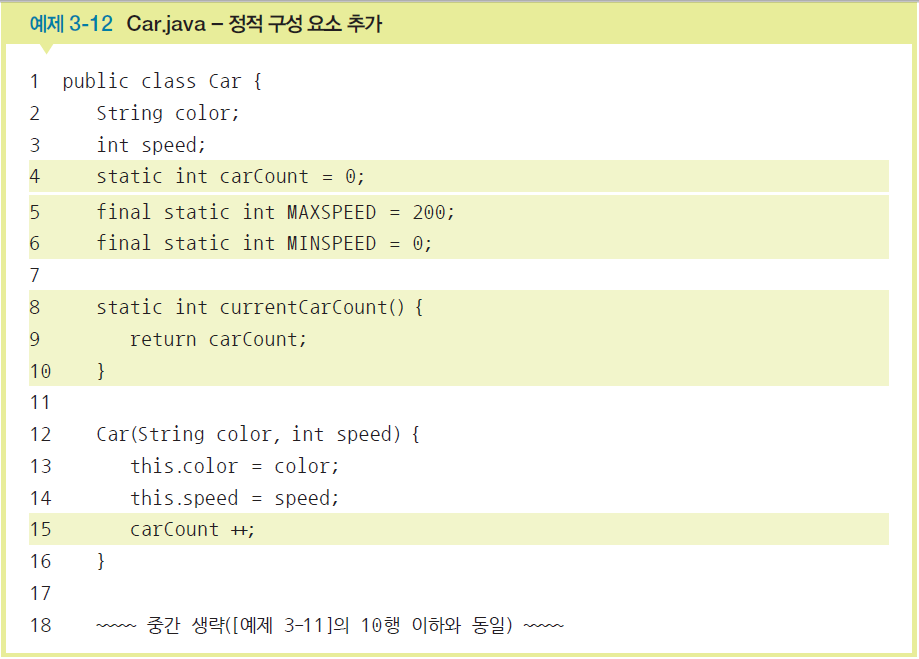 예제 3-12 Car.java – 정적 구성 요소 추가
1 public class Car {
2 String color;
3 int speed;
4 static int carCount = 0;
5 final static int MAXSPEED = 200;
6 final static int MINSPEED = 0;
7
8 static int currentCarCount() {
9 return carCount;
10 }
11
12 Car(String color, int speed) {
13 this.color = color;
14 this.speed = speed;
15 carCount ++;
16 }
17
18 ~~~~ 중간 생략([예제 3-11]의 10행 이하와 동일) ~~~~